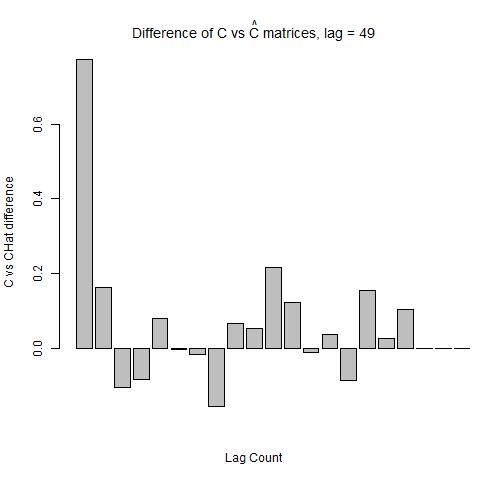 Difference of C vs Ĉ matrices, lag = 49
0.6
0.4
0.2
0.0
C vs CHat difference
Lag Count